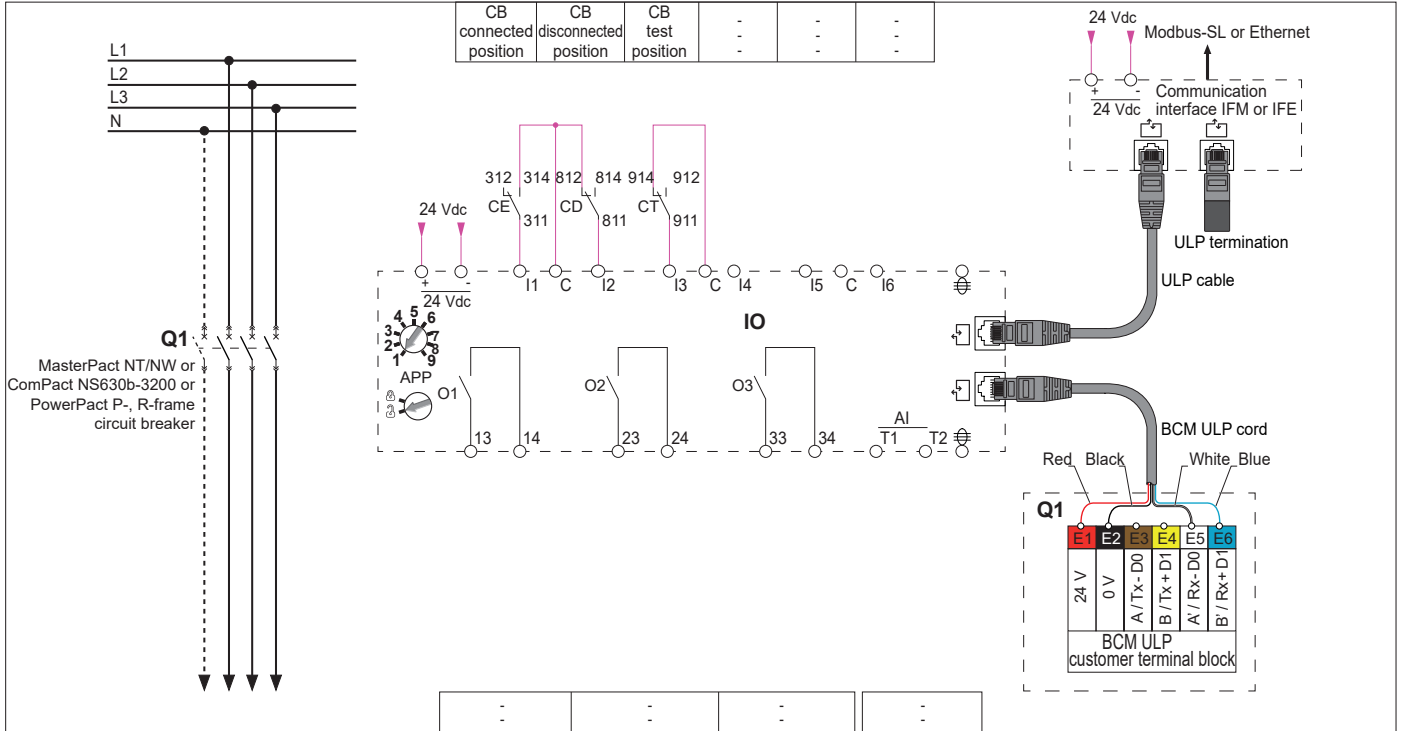 CB connected position
CB disconnected position
CB test position
-
-
-
-
-
-
-
-
-
24 Vdc
Modbus-SL or Ethernet
+
-
24 Vdc
Communication
interface IFM or IFE
ULP termination
ULP cable
L1
L2
L3
N
312 314 812 814 914 912
CE CD CT
311 811 911
24 Vdc
+
-
24 Vdc
I1 C I2 I3 C I4 I5 C I6
IO
1 2 3 4 5 6 7 8 9
APP
Q1
MasterPact NT/NW or
ComPact NS630b-3200 or
PowerPact P-, R-frame
circuit breaker
O1 O2 O3
13 14 23 24 33 34
AI
T1 T2
BCM ULP cord
Red Black White Blue
Q1
E1 E2 E3 E4 E5 E6
24 V
0 V
A / Tx - D0
B / Tx + D1
A' / Rx - D0
B' / Rx + D1
BCM ULP
customer terminal block
-
-
-
-
-
-
-
-